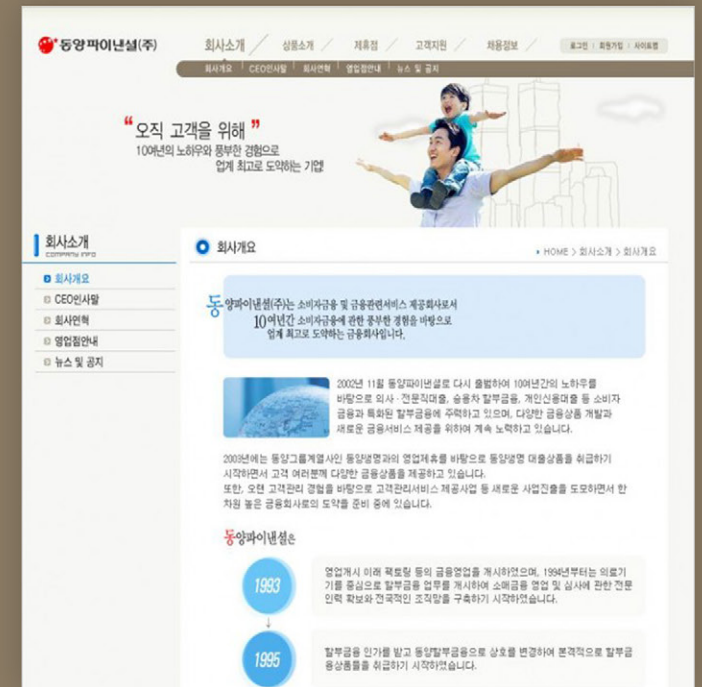 동양파이낸셜(주)
회사소개 상품소개 제휴점 고객지원 채용정보 로그인 회원가입 사이트맵
회사개요 CEO인사말 회사연혁 영업점안내 뉴스 및 공지
“오직 고객을 위해”
10여년의 노하우와 풍부한 경험으로
업계 최고로 도약하는 기업!
회사소개
COMPANY INFO
회사개요
CEO인사말
회사연혁
영업점안내
뉴스 및 공지
회사개요
HOME > 회사소개 > 회사개요
동양파이낸셜(주)는 소비자금융 및 금융관련서비스 제공회사로서
10여년간 소비자금융에 관한 풍부한 경험을 바탕으로
업계 최고로 도약하는 금융회사입니다.
2002년 11월 동양파이낸셜로 다시 출범하여 10여년간의 노하우를
바탕으로 의사·전문직대출, 승용차 할부금융, 개인신용대출 등 소비자
금융과 특화된 할부금융에 주력하고 있으며, 다양한 금융상품 개발과
새로운 금융서비스 제공을 위하여 계속 노력하고 있습니다.
2003년에는 동양그룹계열사인 동양생명과의 영업제휴를 바탕으로 동양생명 대출상품을 취급하기
시작하면서 고객 여러분께 다양한 금융상품을 제공하고 있습니다.
또한, 오랜 고객관리 경험을 바탕으로 고객관리서비스 제공사업 등 새로운 사업진출을 도모하면서 한
차원 높은 금융회사로의 도약을 준비 중에 있습니다.
동양파이낸셜은
1993
영업개시 이래 팩토링 등의 금융영업을 개시하였으며, 1994년부터는 의료기
기를 중심으로 할부금융 업무를 개시하여 소매금융 영업 및 심사에 관한 전문
인력 확보와 전국적인 조직망을 구축하기 시작하였습니다.
1995
할부금융 인가를 받고 동양할부금융으로 상호를 변경하여 본격적으로 할부금
융상품들을 취급하기 시작하였습니다.